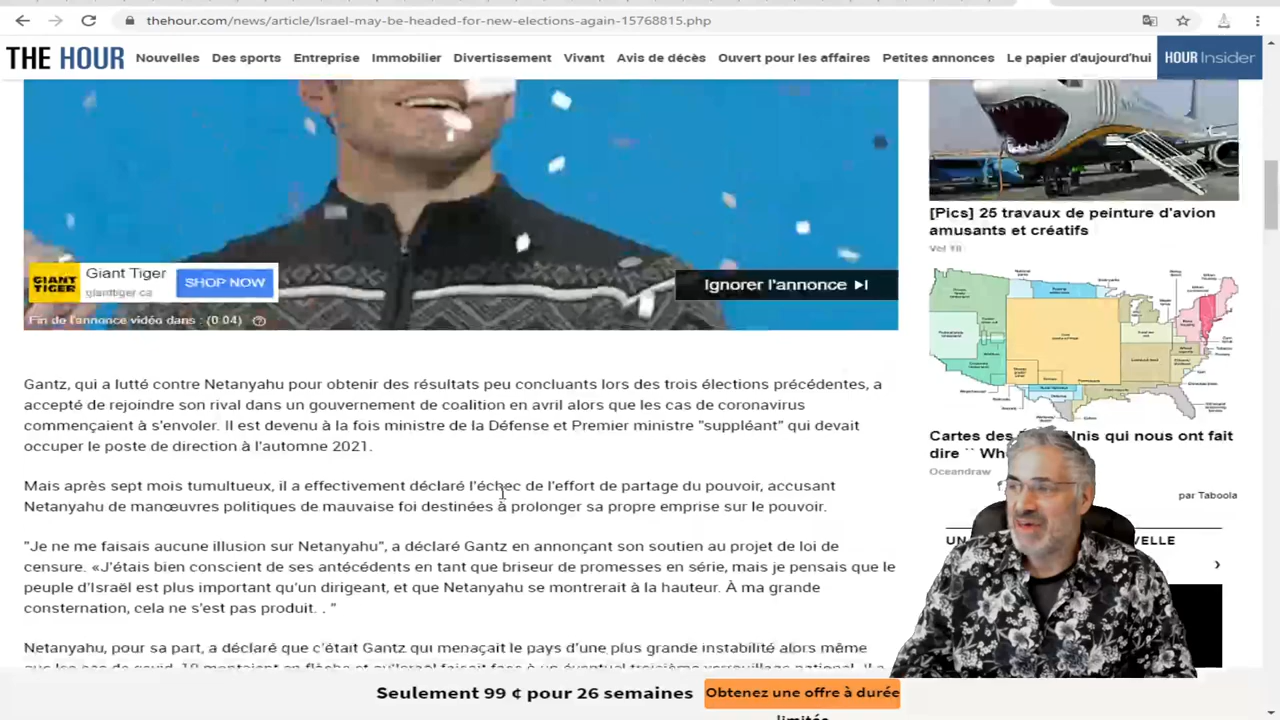 thehour.com/news/article/Israel-may-be-headed-for-new-elections-again-15768815.php
THE HOUR
Nouvelles
Des sports
Entreprise
Immobilier
Divertissement
Vivant
Avis de décès
Ouvert pour les affaires
Petites annonces
Le papier d'aujourd'hui
HOUR Insider
GIANT
TIGER
Giant Tiger
gianttiger.ca
SHOP NOW
Ignorer l'annonce
Fin de l'annonce vidéo dans : (0:04)
Gantz, qui a lutté contre Netanyahu pour obtenir des résultats peu concluants lors des trois élections précédentes, a
accepté de rejoindre son rival dans un gouvernement de coalition en avril alors que les cas de coronavirus
commençaient à s'envoler. Il est devenu à la fois ministre de la Défense et Premier ministre "suppléant" qui devait
occuper le poste de direction à l'automne 2021.
Mais après sept mois tumultueux, il a effectivement déclaré l'échec de l'effort de partage du pouvoir, accusant
Netanyahu de manœuvres politiques de mauvaise foi destinées à prolonger sa propre emprise sur le pouvoir.
"Je ne me faisais aucune illusion sur Netanyahu", a déclaré Gantz en annonçant son soutien au projet de loi de
censure. «J'étais bien conscient de ses antécédents en tant que briseur de promesses en série, mais je pensais que le
peuple d'Israël est plus important qu'un dirigeant, et que Netanyahu se montrerait à la hauteur. À ma grande
consternation, cela ne s'est pas produit. . "
Netanyahu, pour sa part, a déclaré que c'était Gantz qui menaçait le pays d'une plus grande instabilité alors même
[Pics] 25 travaux de peinture d'avion
amusants et créatifs
Cartes des Unis qui nous ont fait
dire `` Wh
Oceandraw
par Taboola
UN VELLE
Seulement 99 ¢ pour 26 semaines
Obtenez une offre à durée
limitée